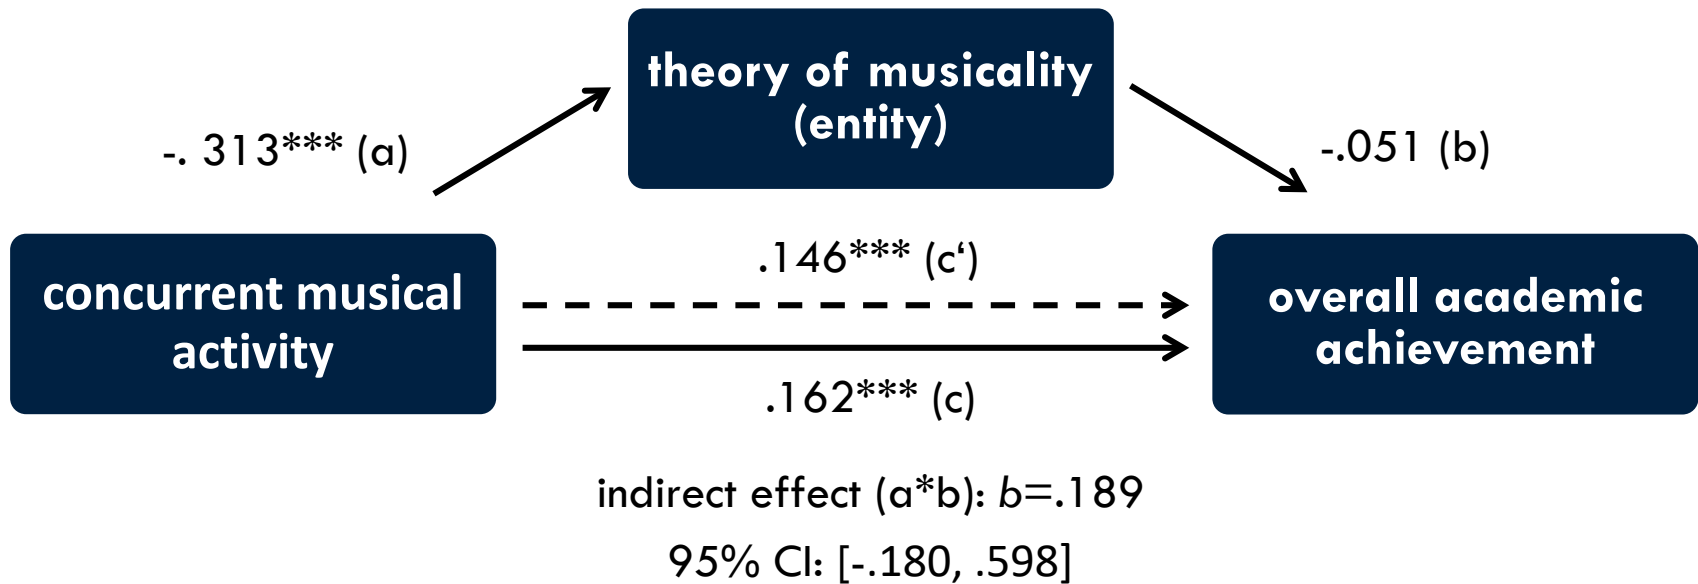 theory of musicality
(entity)
-. 313*** (a)
-.051 (b)
.146*** (c‘)
concurrent musical
activity
overall academic
achievement
.162*** (c)
indirect effect (a*b): b=.189
95% CI: [-.180, .598]